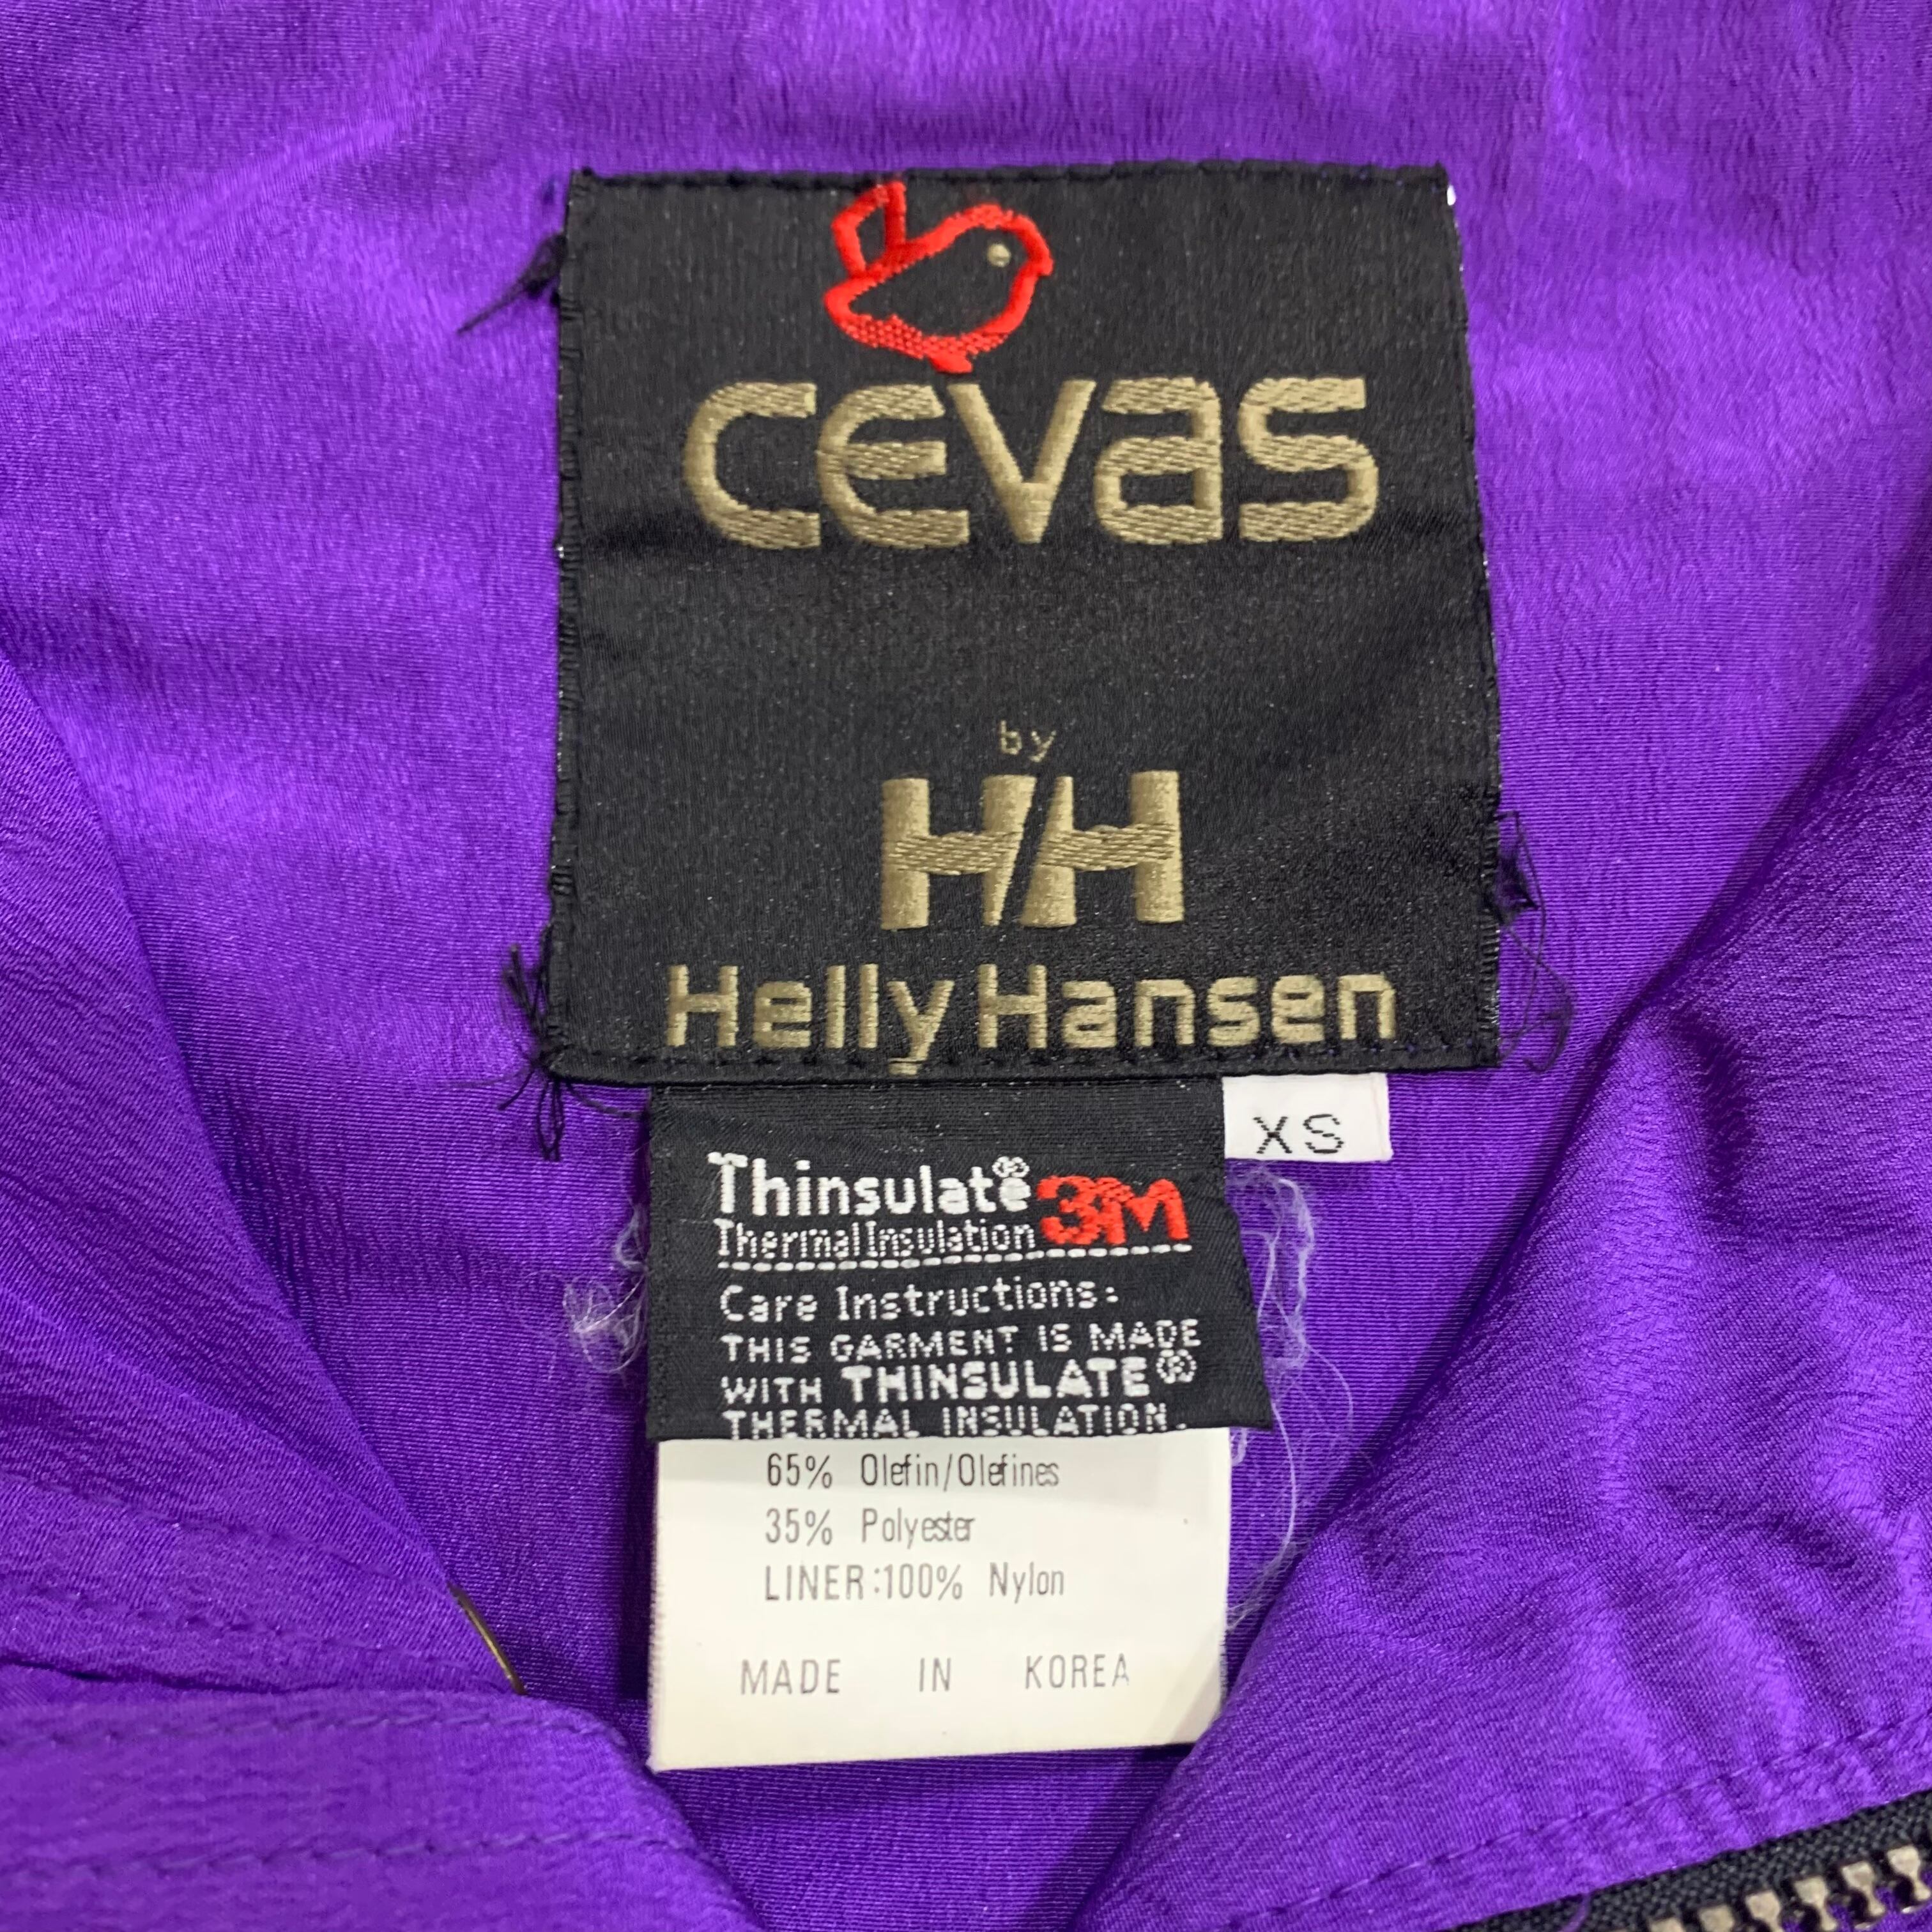 cevas
by
HH
Helly Hansen
XS
Thinsulate® 3M
Thermal Insulation
Care Instructions:
THIS GARMENT IS MADE
WITH THINSULATE®
THERMAL INSULATION.
65% Olefin/Olefines
35% Polyester
LINER:100% Nylon
MADE IN KOREA